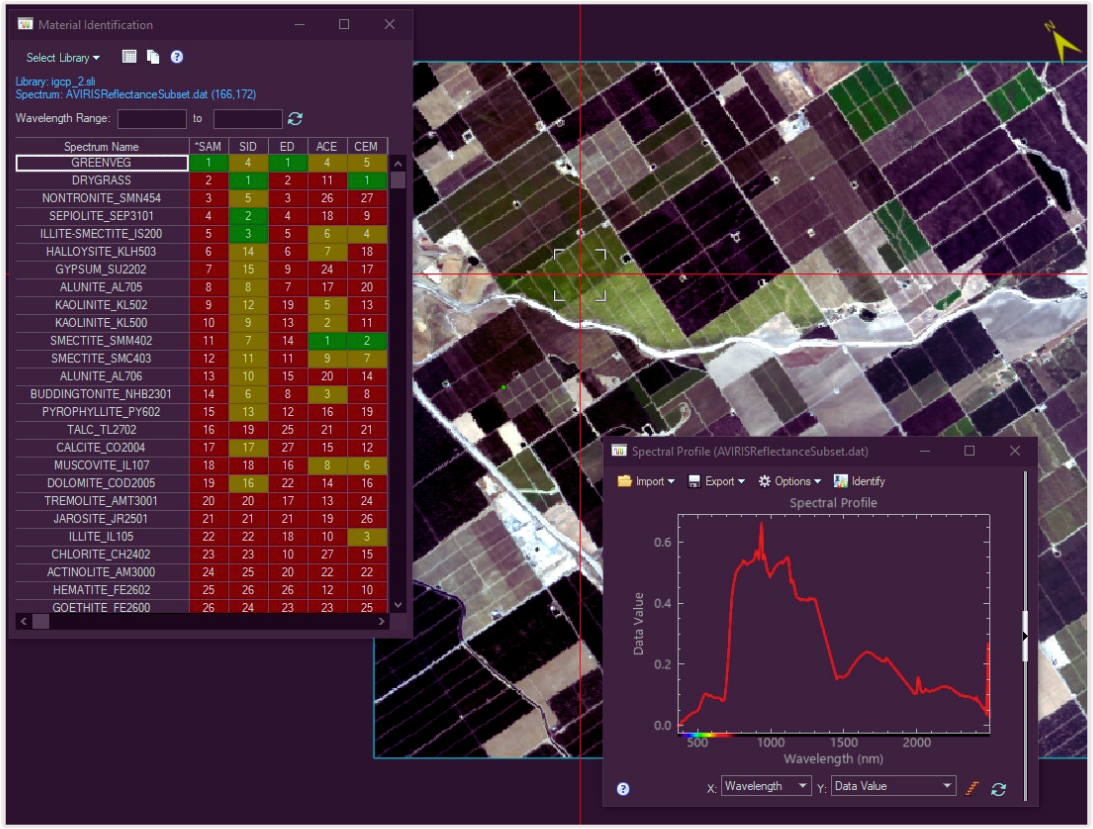 Material Identification
Select Library
Library: igcp_2.sli
Spectrum: AVIRISReflectanceSubset.dat (166,172)
Wavelength Range: to
Spectrum Name *SAM SID ED ACE CEM
GREENVEG 1 4 1 4 5
DRYGRASS 2 1 2 11 1
NONTRONITE_SMN454 3 5 3 26 27
SEPIOLITE_SEP3101 4 2 4 18 9
ILLITE-SMECTITE_IS200 5 3 5 6 4
HALLOYSITE_KLH503 6 14 6 7 18
GYPSUM_SU2202 7 15 9 24 17
ALUNITE_AL705 8 8 7 17 20
KAOLINITE_KL502 9 12 19 5 13
KAOLINITE_KL500 10 9 13 2 11
SMECTITE_SMM402 11 7 14 1 2
SMECTITE_SMC403 12 11 11 9 7
ALUNITE_AL706 13 10 15 20 14
BUDDINGTONITE_NHB2301 14 6 8 3 8
PYROPHYLLITE_PY602 15 13 12 16 19
TALC_TL2702 16 19 25 21 21
CALCITE_CO2004 17 17 27 15 12
MUSCOVITE_IL107 18 18 16 8 6
DOLOMITE_COD2005 19 16 22 14 16
TREMOLITE_AMT3001 20 20 17 13 24
JAROSITE_JR2501 21 21 21 19 26
ILLITE_IL105 22 22 18 10 3
CHLORITE_CH2402 23 23 10 27 15
ACTINOLITE_AM3000 24 25 20 22 22
HEMATITE_FE2602 25 26 26 12 10
GOETHITE_FE2600 26 24 23 23 25
N
Spectral Profile (AVIRISReflectanceSubset.dat)
Import Export Options Identify
Spectral Profile
0.6
0.4
0.2
0.0
Data Value
500 1000 1500 2000
Wavelength (nm)
X: Wavelength Y: Data Value